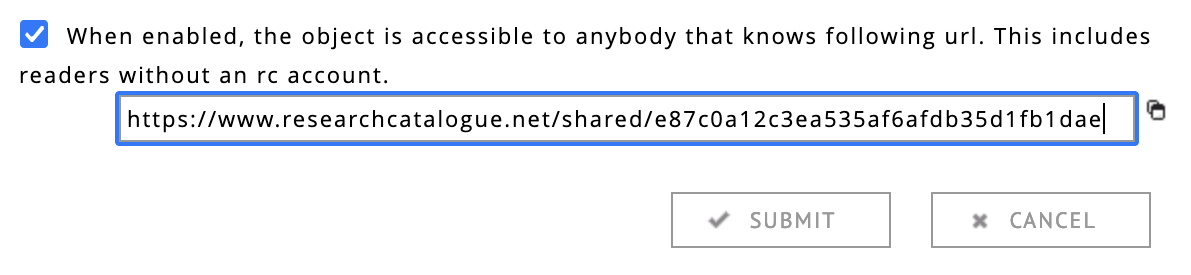 When enabled, the object is accessible to anybody that knows following url. This includes
readers without an rc account.
https://www.researchcatalogue.net/shared/e87c0a12c3ea535af6afdb35d1fb1dae
SUBMIT
CANCEL